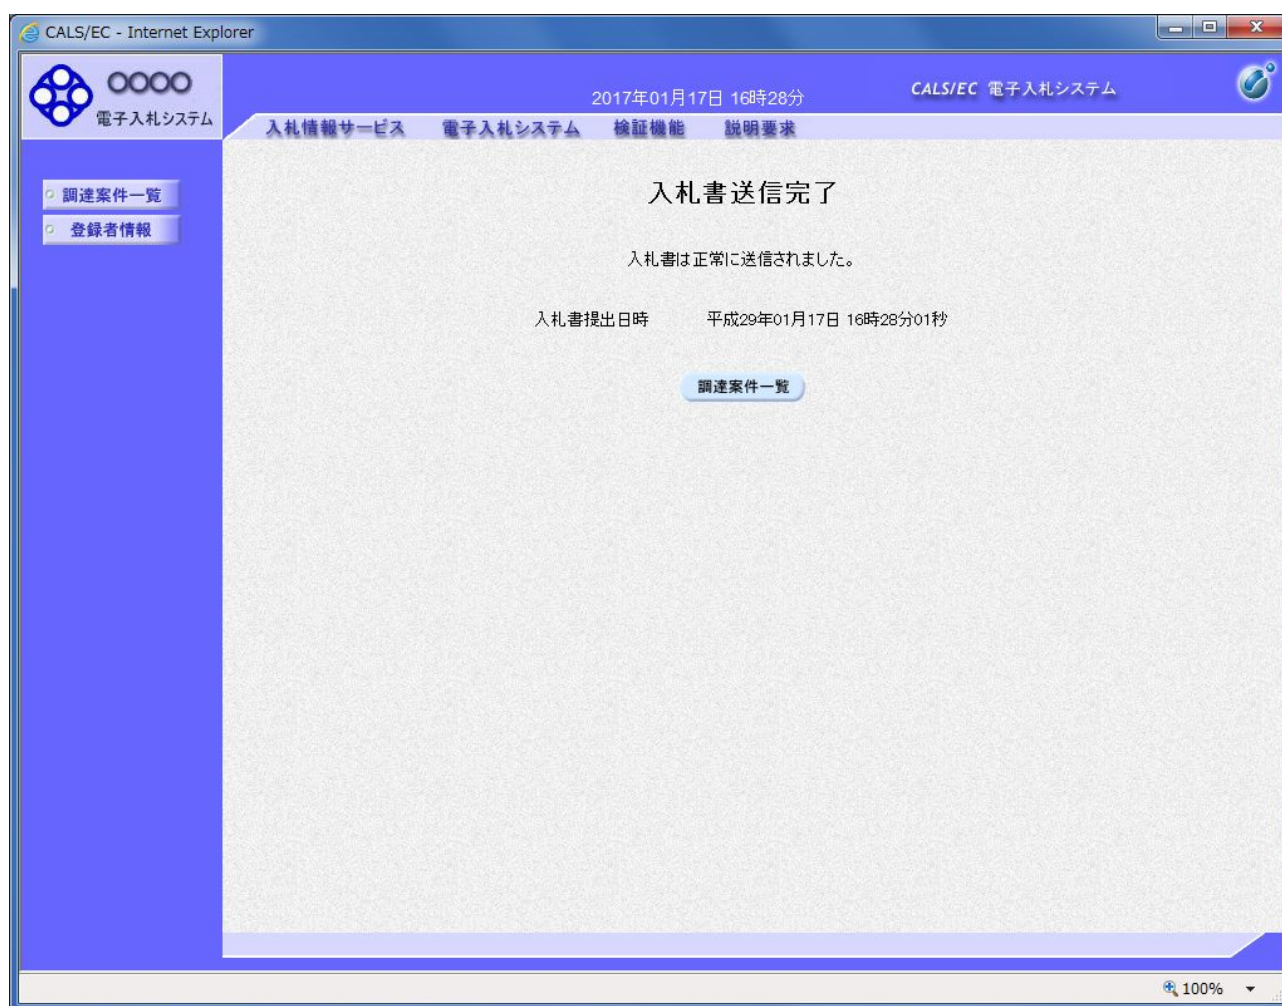 CALS/EC - Internet Explorer
○○○○
電子入札システム
2017年01月17日 16時28分
CALS/EC 電子入札システム
入札情報サービス 電子入札システム 検証機能 説明要求
調達案件一覧
登録者情報
入札書送信完了
入札書は正常に送信されました。
入札書提出日時 平成29年01月17日 16時28分01秒
調達案件一覧
100%